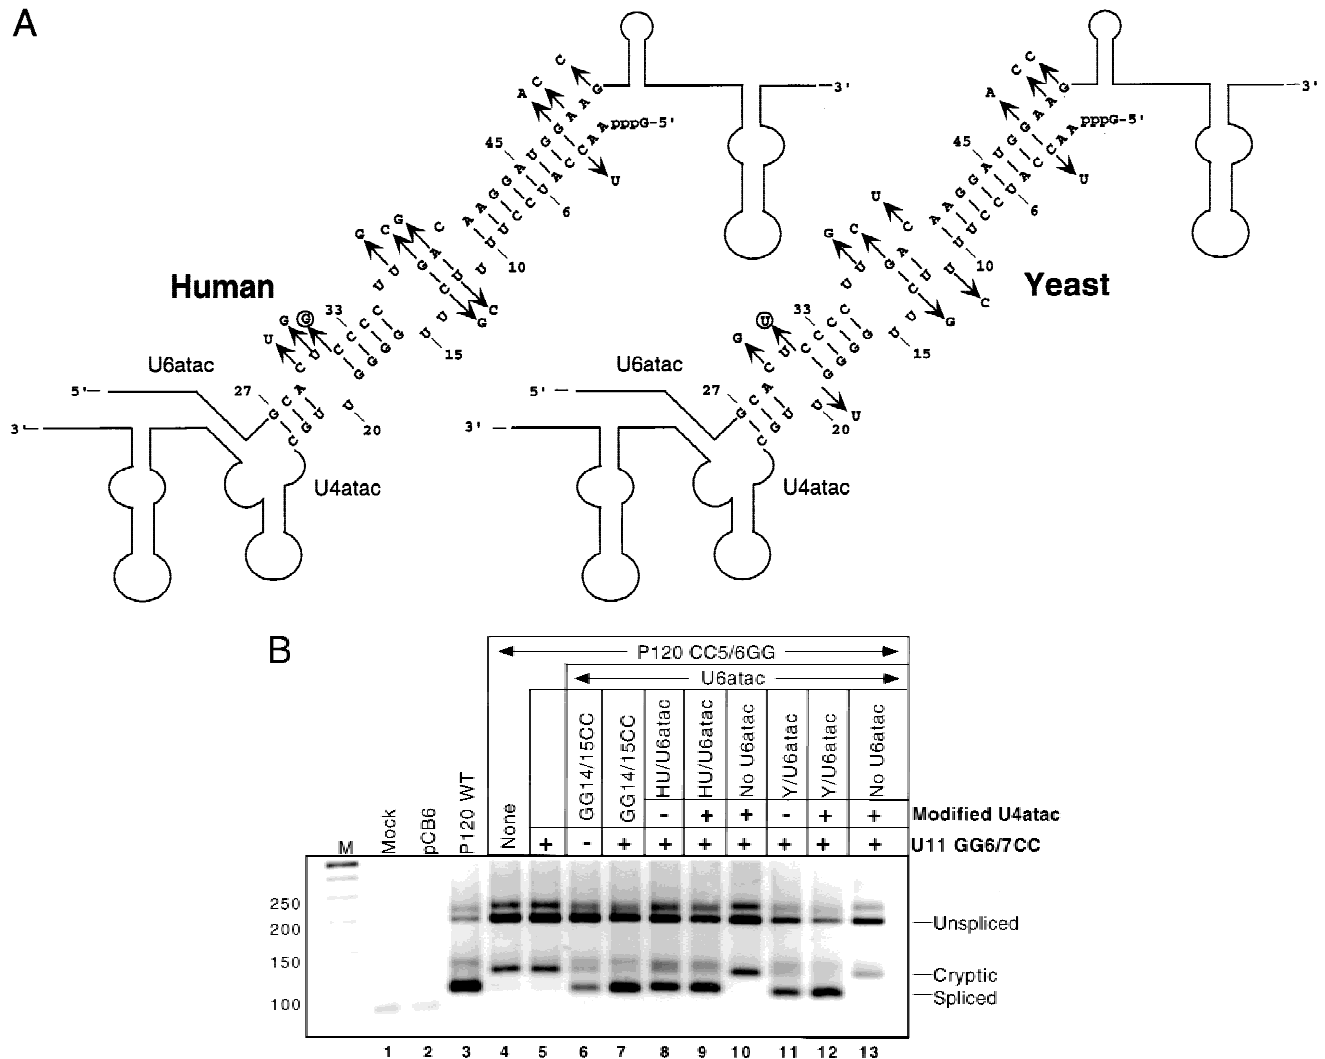 A
Human
Yeast
U6atac
U4atac
5'
3'
3'
pppG-5'
27
33
45
6
10
15
20
U6atac
U4atac
5'
3'
3'
pppG-5'
27
33
45
6
10
15
20
B
P120 CC5/6GG
U6atac
M
Mock
pCB6
P120 WT
None
GG14/15CC
GG14/15CC
HU/U6atac
HU/U6atac
No U6atac
Y/U6atac
Y/U6atac
No U6atac
- + + - + + Modified U4atac
+ - + + + + + + + U11 GG6/7CC
250
200
150
100
Unspliced
Cryptic
Spliced
1 2 3 4 5 6 7 8 9 10 11 12 13